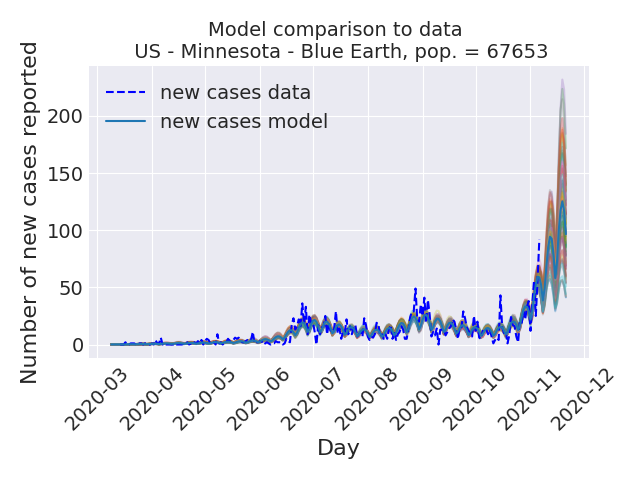 Model comparison to data
US - Minnesota - Blue Earth, pop. = 67653
Number of new cases reported
new cases data
new cases model
200
150
100
50
0
2020-03
2020-04
2020-05
2020-06
2020-07
2020-08
2020-09
2020-10
2020-11
2020-12
Day